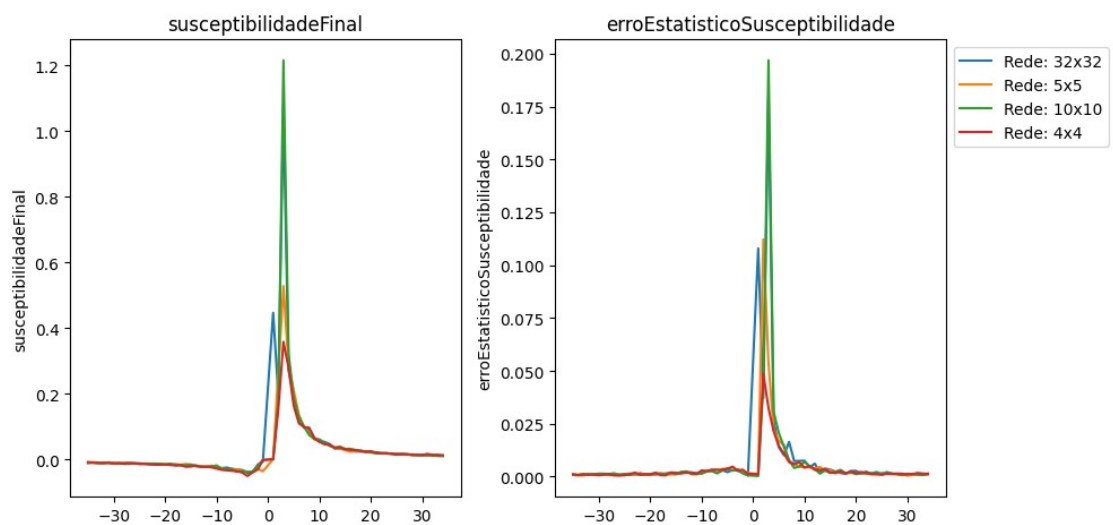 susceptibilidadeFinal
susceptibilidadeFinal
1.2
1.0
0.8
0.6
0.4
0.2
0.0
−30 −20 −10 0 10 20 30
erroEstatisticoSusceptibilidade
erroEstatisticoSusceptibilidade
0.200
0.175
0.150
0.125
0.100
0.075
0.050
0.025
0.000
−30 −20 −10 0 10 20 30
Rede: 32x32
Rede: 5x5
Rede: 10x10
Rede: 4x4